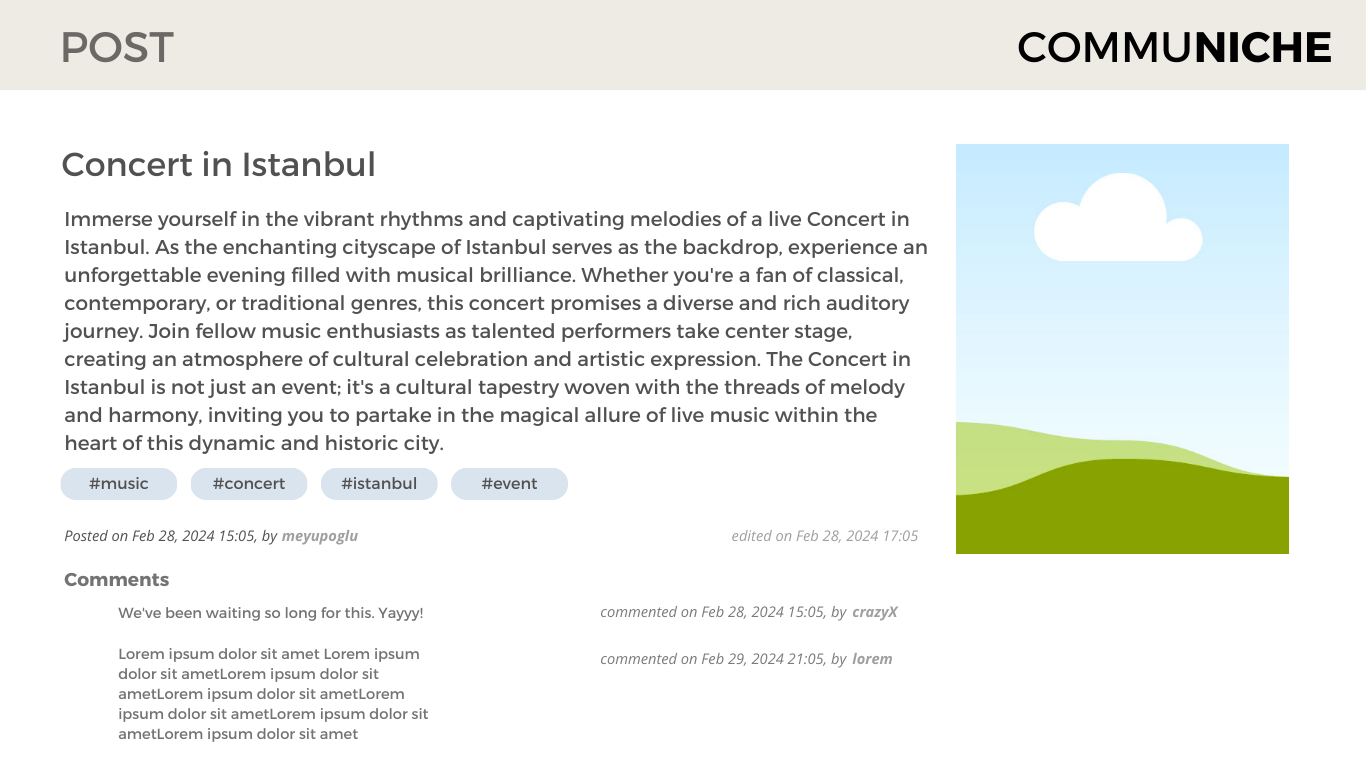 POST
COMMUNICHE
Concert in Istanbul
Immerse yourself in the vibrant rhythms and captivating melodies of a live Concert in
Istanbul. As the enchanting cityscape of Istanbul serves as the backdrop, experience an
unforgettable evening filled with musical brilliance. Whether you're a fan of classical,
contemporary, or traditional genres, this concert promises a diverse and rich auditory
journey. Join fellow music enthusiasts as talented performers take center stage,
creating an atmosphere of cultural celebration and artistic expression. The Concert in
Istanbul is not just an event; it's a cultural tapestry woven with the threads of melody
and harmony, inviting you to partake in the magical allure of live music within the
heart of this dynamic and historic city.
#music #concert #istanbul #event
Posted on Feb 28, 2024 15:05, by meyupoglu
edited on Feb 28, 2024 17:05
Comments
We've been waiting so long for this. Yayyy!
commented on Feb 28, 2024 15:05, by crazyX
Lorem ipsum dolor sit amet Lorem ipsum
dolor sit ametLorem ipsum dolor sit
ametLorem ipsum dolor sit ametLorem
ipsum dolor sit ametLorem ipsum dolor sit
ametLorem ipsum dolor sit amet
commented on Feb 29, 2024 21:05, by lorem